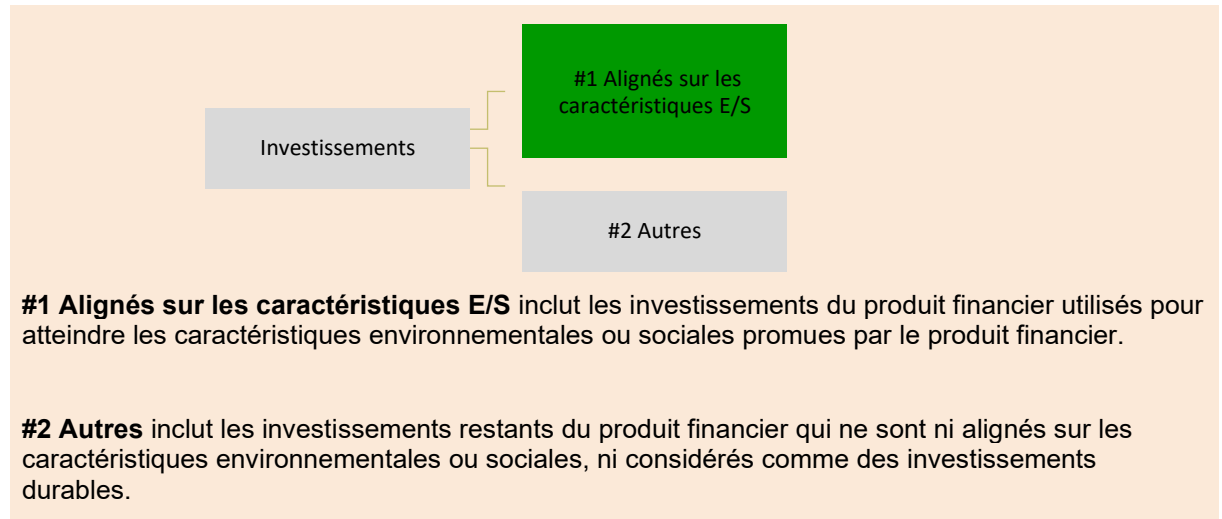 #1 Alignés sur les
caractéristiques E/S
Investissements
#2 Autres
#1 Alignés sur les caractéristiques E/S inclut les investissements du produit financier utilisés pour
atteindre les caractéristiques environnementales ou sociales promues par le produit financier.
#2 Autres inclut les investissements restants du produit financier qui ne sont ni alignés sur les
caractéristiques environnementales ou sociales, ni considérés comme des investissements
durables.